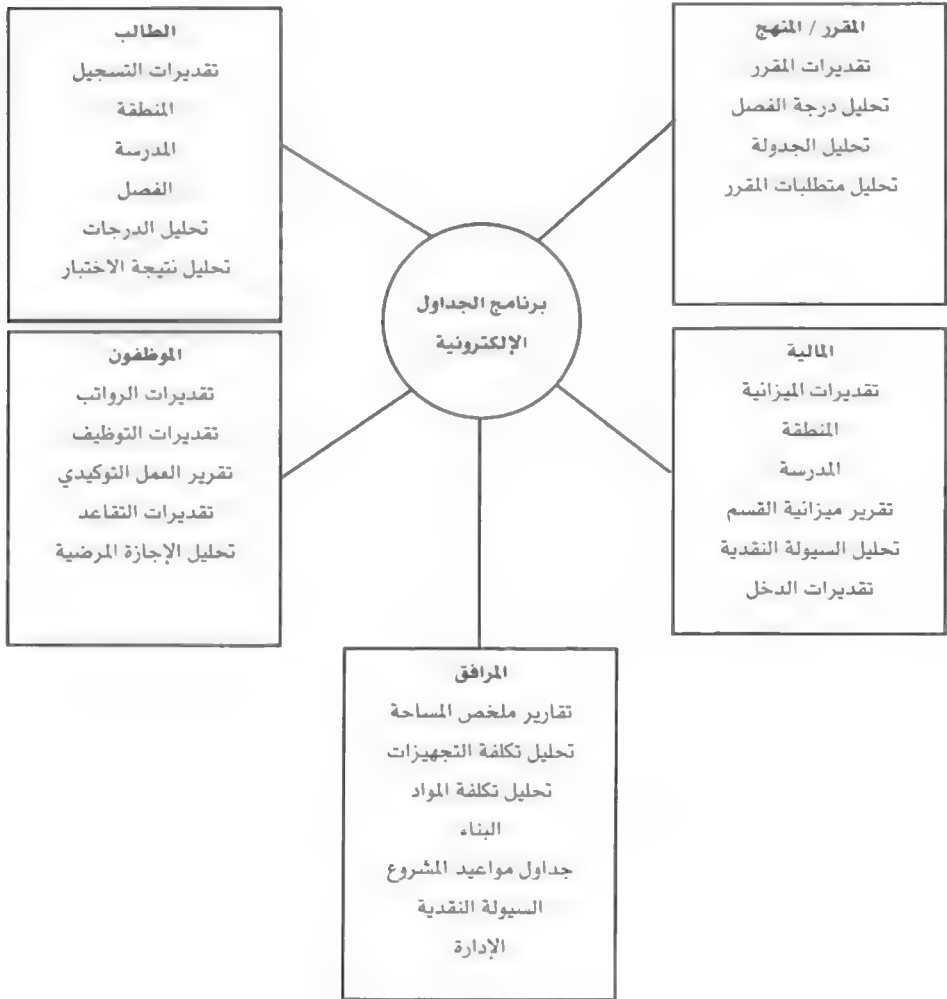 المقرر / المنهج
تقديرات المقرر
تحليل درجة الفصل
تحليل الجدولة
تحليل متطلبات المقرر
الطالب
تقديرات التسجيل
المنطقة
المدرسة
الفصل
تحليل الدرجات
تحليل نتيجة الاختبار
برنامج الجداول
الإلكترونية
المالية
تقديرات الميزانية
المنطقة
المدرسة
تقرير ميزانية القسم
تحليل السيولة النقدية
تقديرات الدخل
الموظفون
تقديرات الرواتب
تقديرات التوظيف
تقرير العمل التوكيدي
تقديرات التقاعد
تحليل الإجازة المرضية
المرافق
تقارير ملخص المساحة
تحليل تكلفة التجهيزات
تحليل تكلفة المواد
البناء
جداول مواعيد المشروع
السيولة النقدية
الإدارة